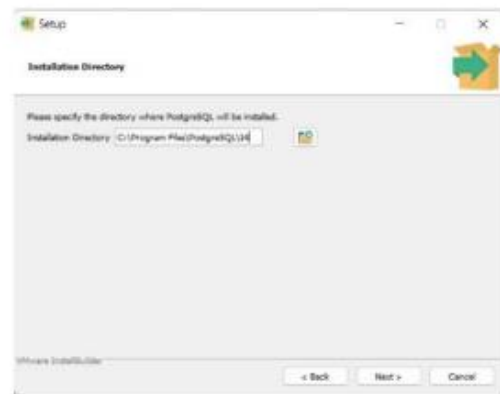 Setup
Installation Directory
Please specify the directory where PostgreSQL will be installed.
Installation Directory C:\Program Files\PostgreSQL\16
VMware InstallBuilder
< Back Next > Cancel